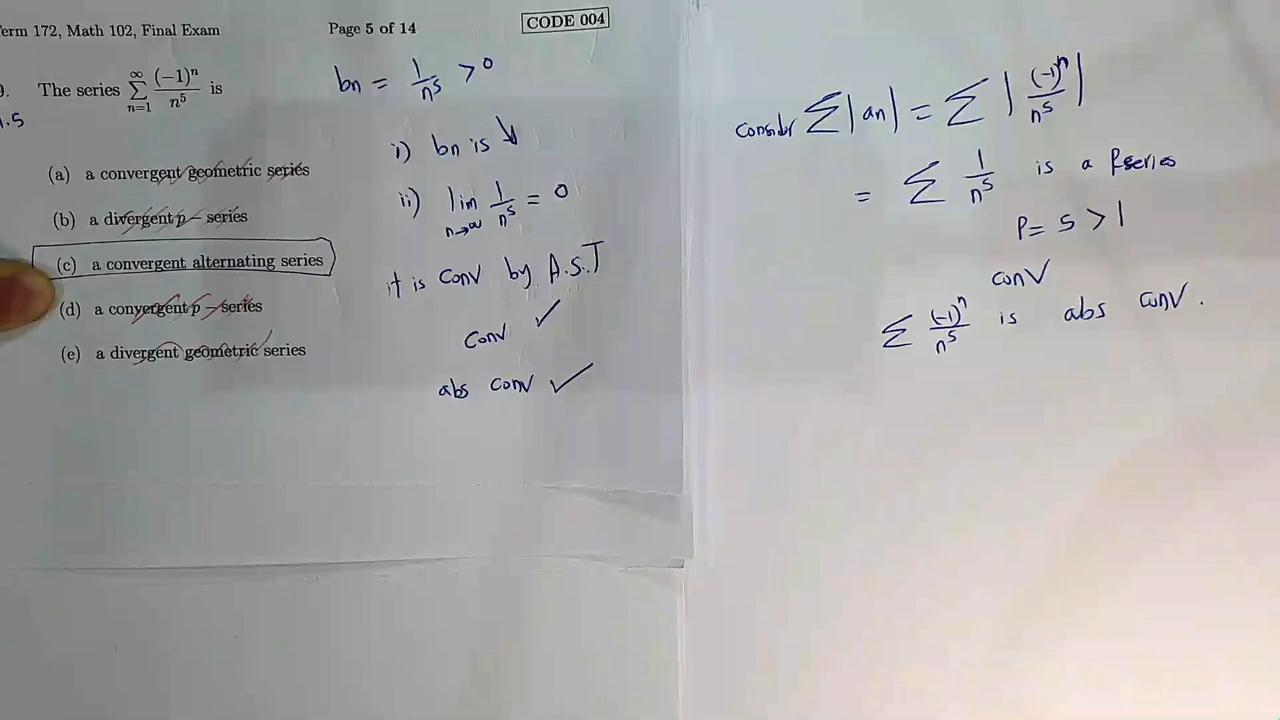 erm 172, Math 102, Final Exam Page 5 of 14 CODE 004
9. The series ∑_{n=1}^{∞} (-1)^n / n^5 is
1.5
(a) a convergent geometric series
(b) a divergent p – series
(c) a convergent alternating series
(d) a convergent p – series
(e) a divergent geometric series
bn = 1/n^5 > 0
i) bn is ↓
ii) lim_{n→∞} 1/n^5 = 0
it is conv by A.S.T
conv ✓
abs conv ✓
consider ∑|an| = ∑ |(-1)^n / n^5|
= ∑ 1/n^5 is a P series
P = 5 > 1
conv
∑ (-1)^n / n^5 is abs conv.